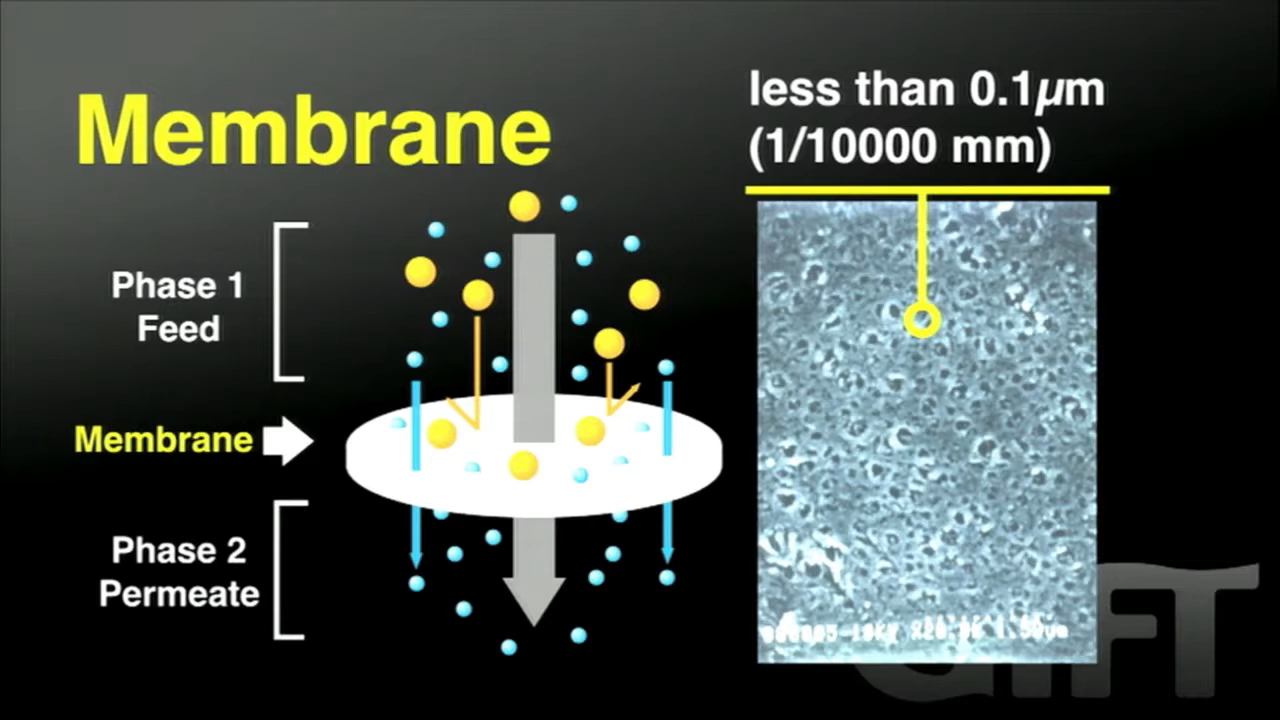 Membrane
less than 0.1µm
(1/10000 mm)
Phase 1
Feed
Membrane
Phase 2
Permeate